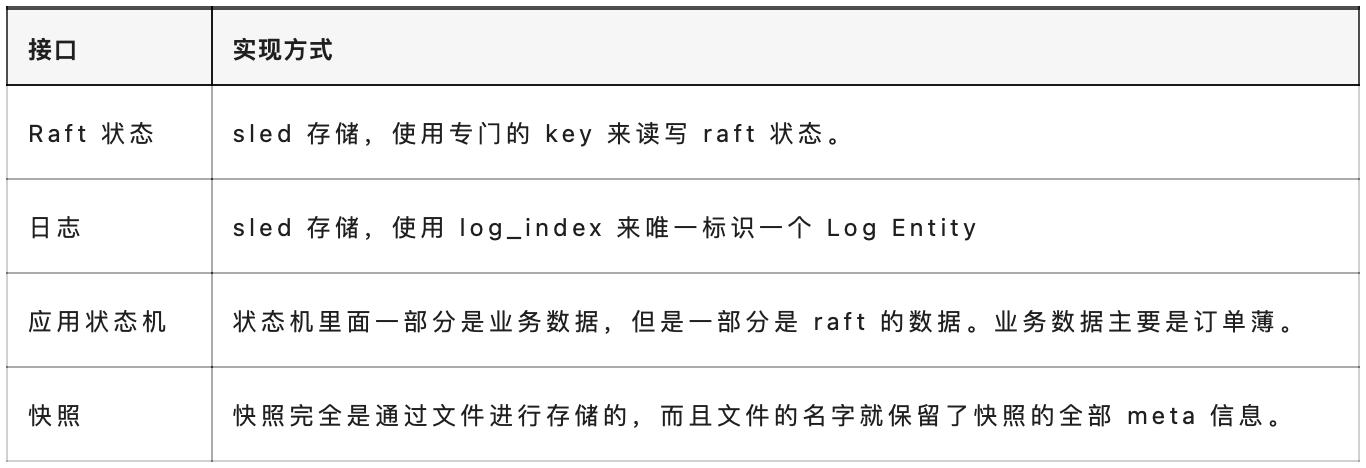 接口 实现方式
Raft 状态 sled 存储，使用专门的 key 来读写 raft 状态。
日志 sled 存储，使用 log_index 来唯一标识一个 Log Entity
应用状态机 状态机里面一部分是业务数据，但是一部分是 raft 的数据。业务数据主要是订单薄。
快照 快照完全是通过文件进行存储的，而且文件的名字就保留了快照的全部 meta 信息。